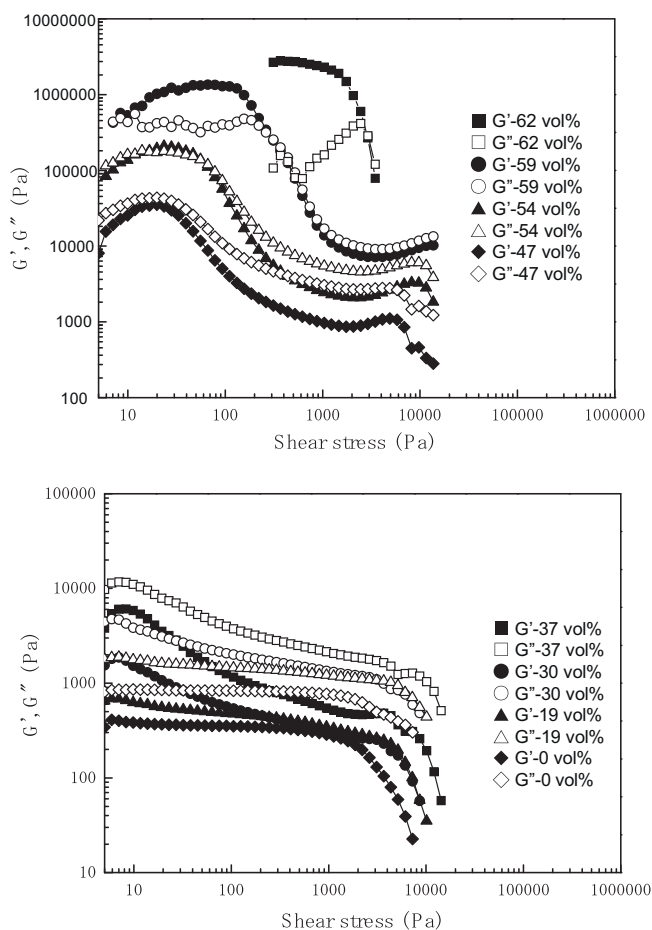 10000000
1000000
100000
10000
1000
100
G′, G″ (Pa)
G'-62 vol%
G"-62 vol%
G'-59 vol%
G"-59 vol%
G'-54 vol%
G"-54 vol%
G'-47 vol%
G"-47 vol%
10 100 1000 10000 100000 1000000
Shear stress (Pa)
100000
10000
1000
100
10
G′, G″ (Pa)
G'-37 vol%
G"-37 vol%
G'-30 vol%
G"-30 vol%
G'-19 vol%
G"-19 vol%
G'-0 vol%
G"-0 vol%
10 100 1000 10000 100000 1000000
Shear stress (Pa)